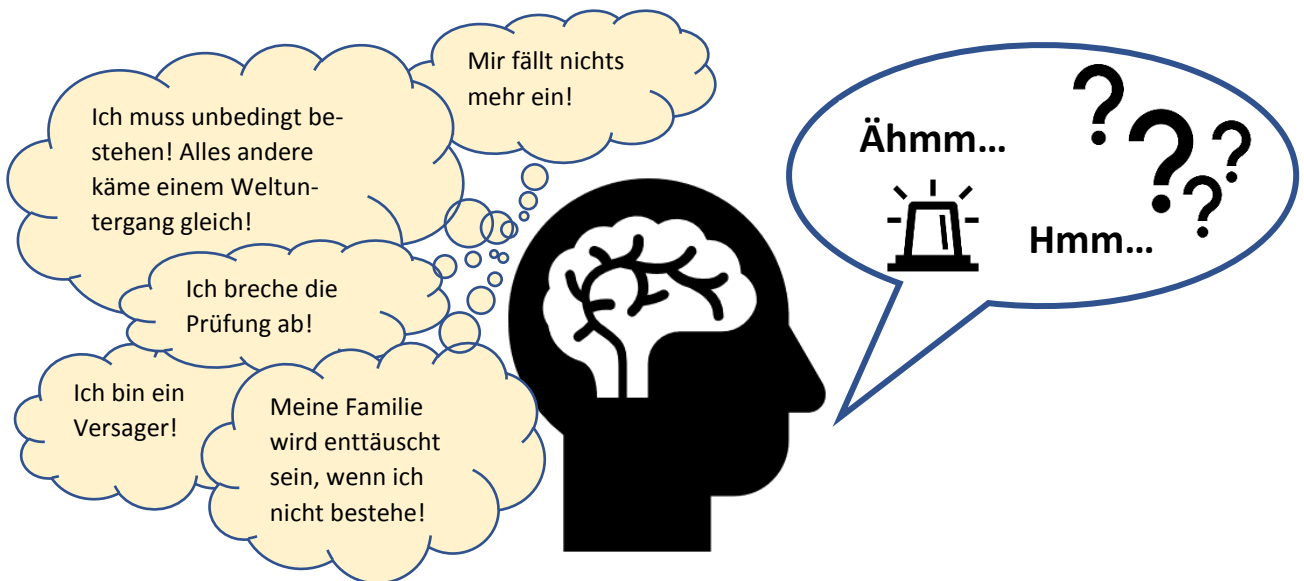 Mir fällt nichts
mehr ein!
Ich muss unbedingt be-
stehen! Alles andere
käme einem Weltun-
tergang gleich!
Ich breche die
Prüfung ab!
Ich bin ein
Versager!
Meine Familie
wird enttäuscht
sein, wenn ich
nicht bestehe!
Ähmm...
? ? ? ?
Hmm...